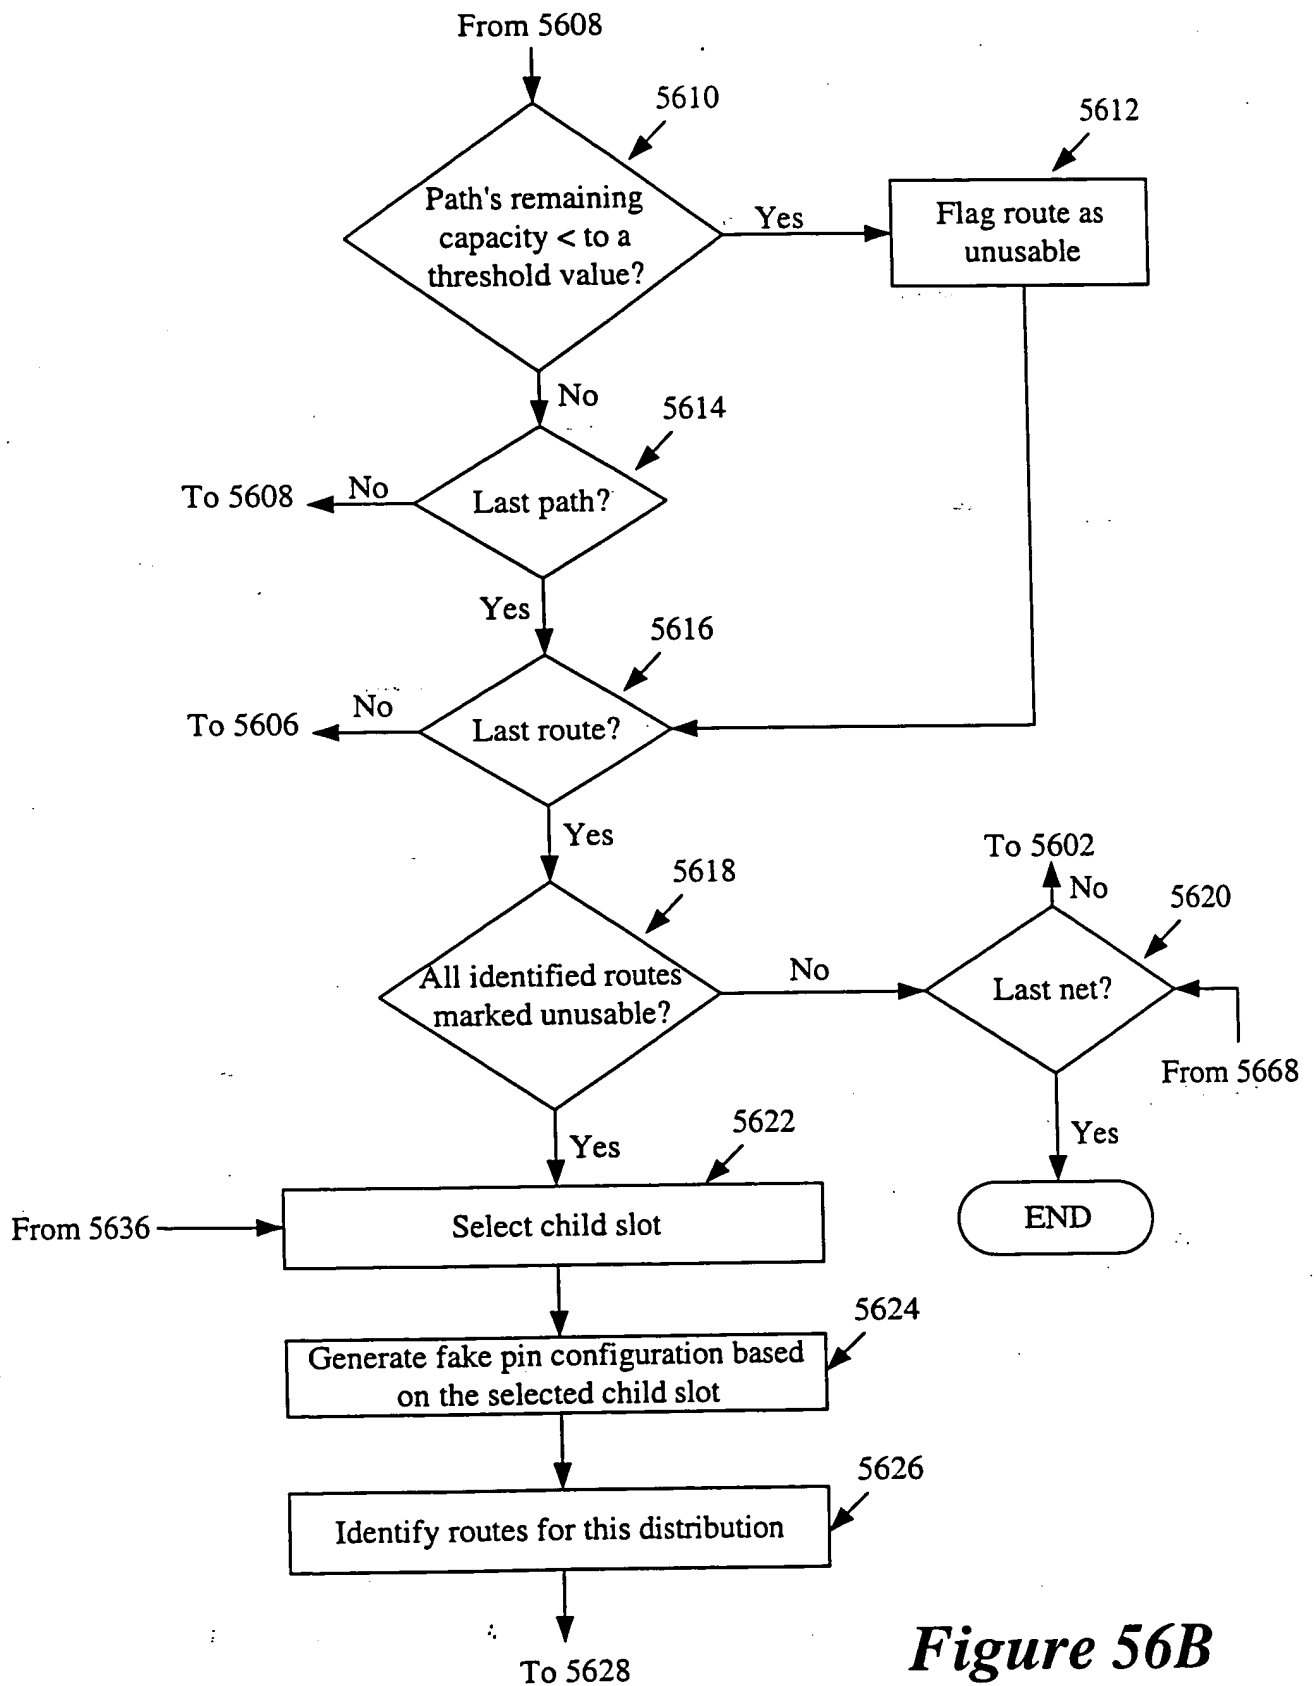 From 5608
5610
5612
Path's remaining
capacity < to a
threshold value?
Yes
Flag route as
unusable
No
5614
To 5608
No
Last path?
Yes
5616
To 5606
No
Last route?
Yes
To 5602
No
5618
5620
All identified routes
marked unusable?
No
Last net?
From 5668
Yes
5622
Yes
From 5636
Select child slot
END
5624
Generate fake pin configuration based
on the selected child slot
5626
Identify routes for this distribution
To 5628
Figure 56B